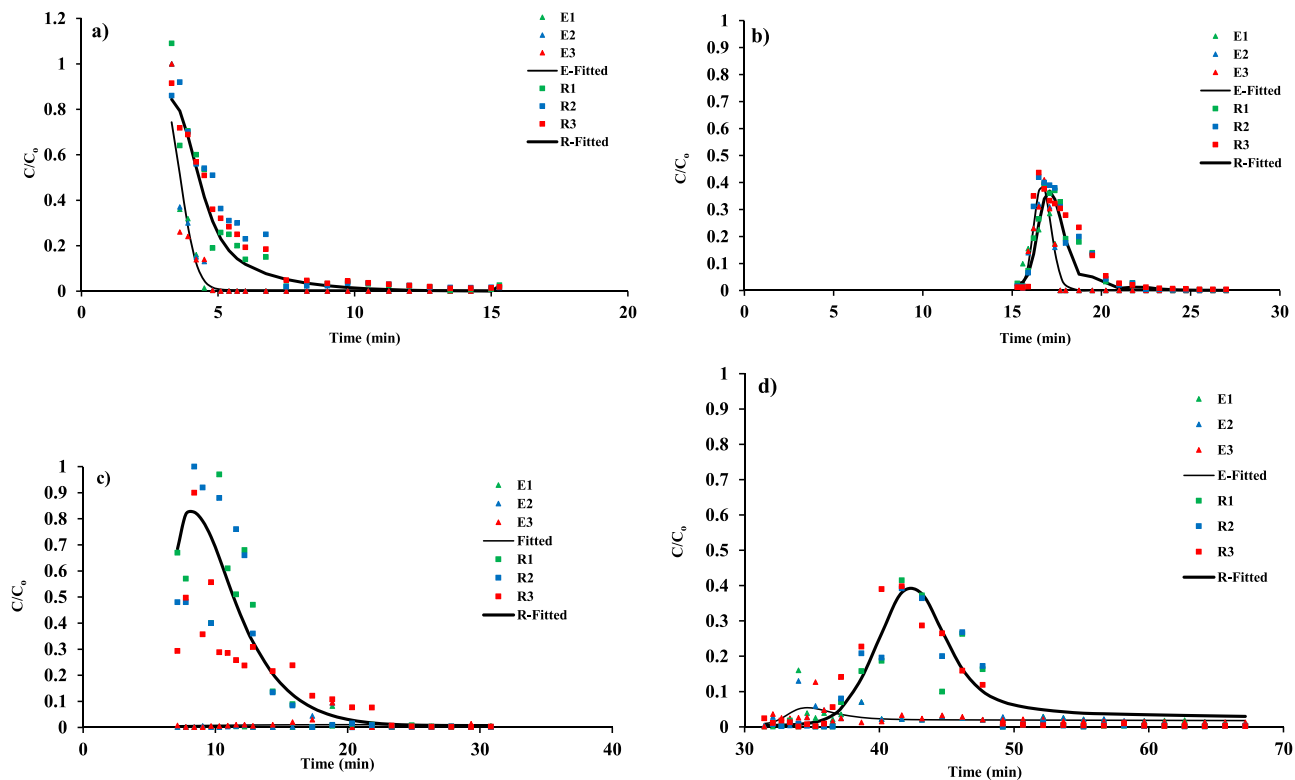 a)
1.2
1
0.8
0.6
0.4
0.2
0
C/Co
0 5 10 15 20
Time (min)
E1
E2
E3
E-Fitted
R1
R2
R3
R-Fitted
b)
1
0.9
0.8
0.7
0.6
0.5
0.4
0.3
0.2
0.1
0
C/Co
0 5 10 15 20 25 30
Time (min)
E1
E2
E3
E-Fitted
R1
R2
R3
R-Fitted
c)
1
0.9
0.8
0.7
0.6
0.5
0.4
0.3
0.2
0.1
0
C/Co
0 10 20 30 40
Time (min)
E1
E2
E3
Fitted
R1
R2
R3
R-Fitted
d)
1
0.9
0.8
0.7
0.6
0.5
0.4
0.3
0.2
0.1
0
C/Co
30 40 50 60 70
Time (min)
E1
E2
E3
E-Fitted
R1
R2
R3
R-Fitted